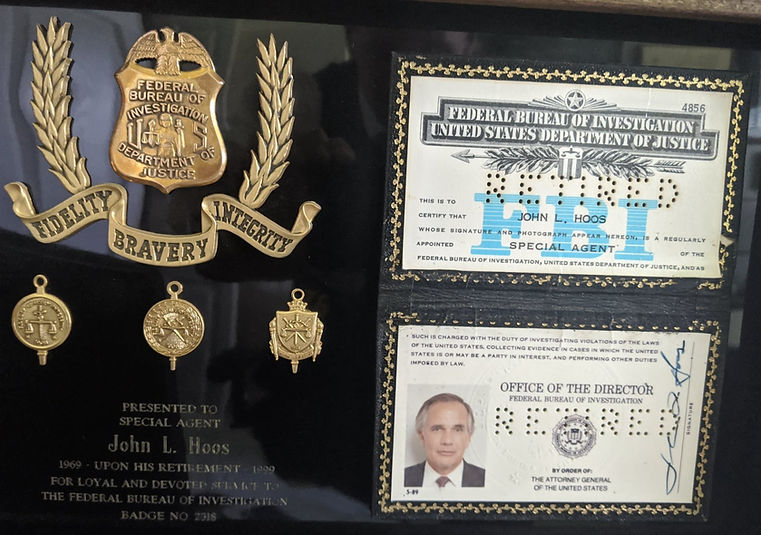 FEDERAL
BUREAU OF
INVESTIGATION
U S
DEPARTMENT OF
JUSTICE
FIDELITY
BRAVERY
INTEGRITY
PRESENTED TO
SPECIAL AGENT
John L. Hoos
1969 - UPON HIS RETIREMENT - 1999
FOR LOYAL AND DEVOTED SERVICE TO
THE FEDERAL BUREAU OF INVESTIGATION
BADGE NO 2318
4856
FEDERAL BUREAU OF INVESTIGATION
UNITED STATES DEPARTMENT OF JUSTICE
RETIRED
FBI
THIS IS TO
CERTIFY THAT JOHN L. HOOS
WHOSE SIGNATURE AND PHOTOGRAPH APPEAR HEREON, IS A REGULARLY
APPOINTED SPECIAL AGENT OF THE
FEDERAL BUREAU OF INVESTIGATION, UNITED STATES DEPARTMENT OF JUSTICE, AND AS
SUCH IS CHARGED WITH THE DUTY OF INVESTIGATING VIOLATIONS OF THE LAWS
OF THE UNITED STATES, COLLECTING EVIDENCE IN CASES IN WHICH THE UNITED
STATES IS OR MAY BE A PARTY IN INTEREST, AND PERFORMING OTHER DUTIES
IMPOSED BY LAW.
OFFICE OF THE DIRECTOR
FEDERAL BUREAU OF INVESTIGATION
RETIRED
BY ORDER OF:
THE ATTORNEY GENERAL
OF THE UNITED STATES
5-89
SIGNATURE